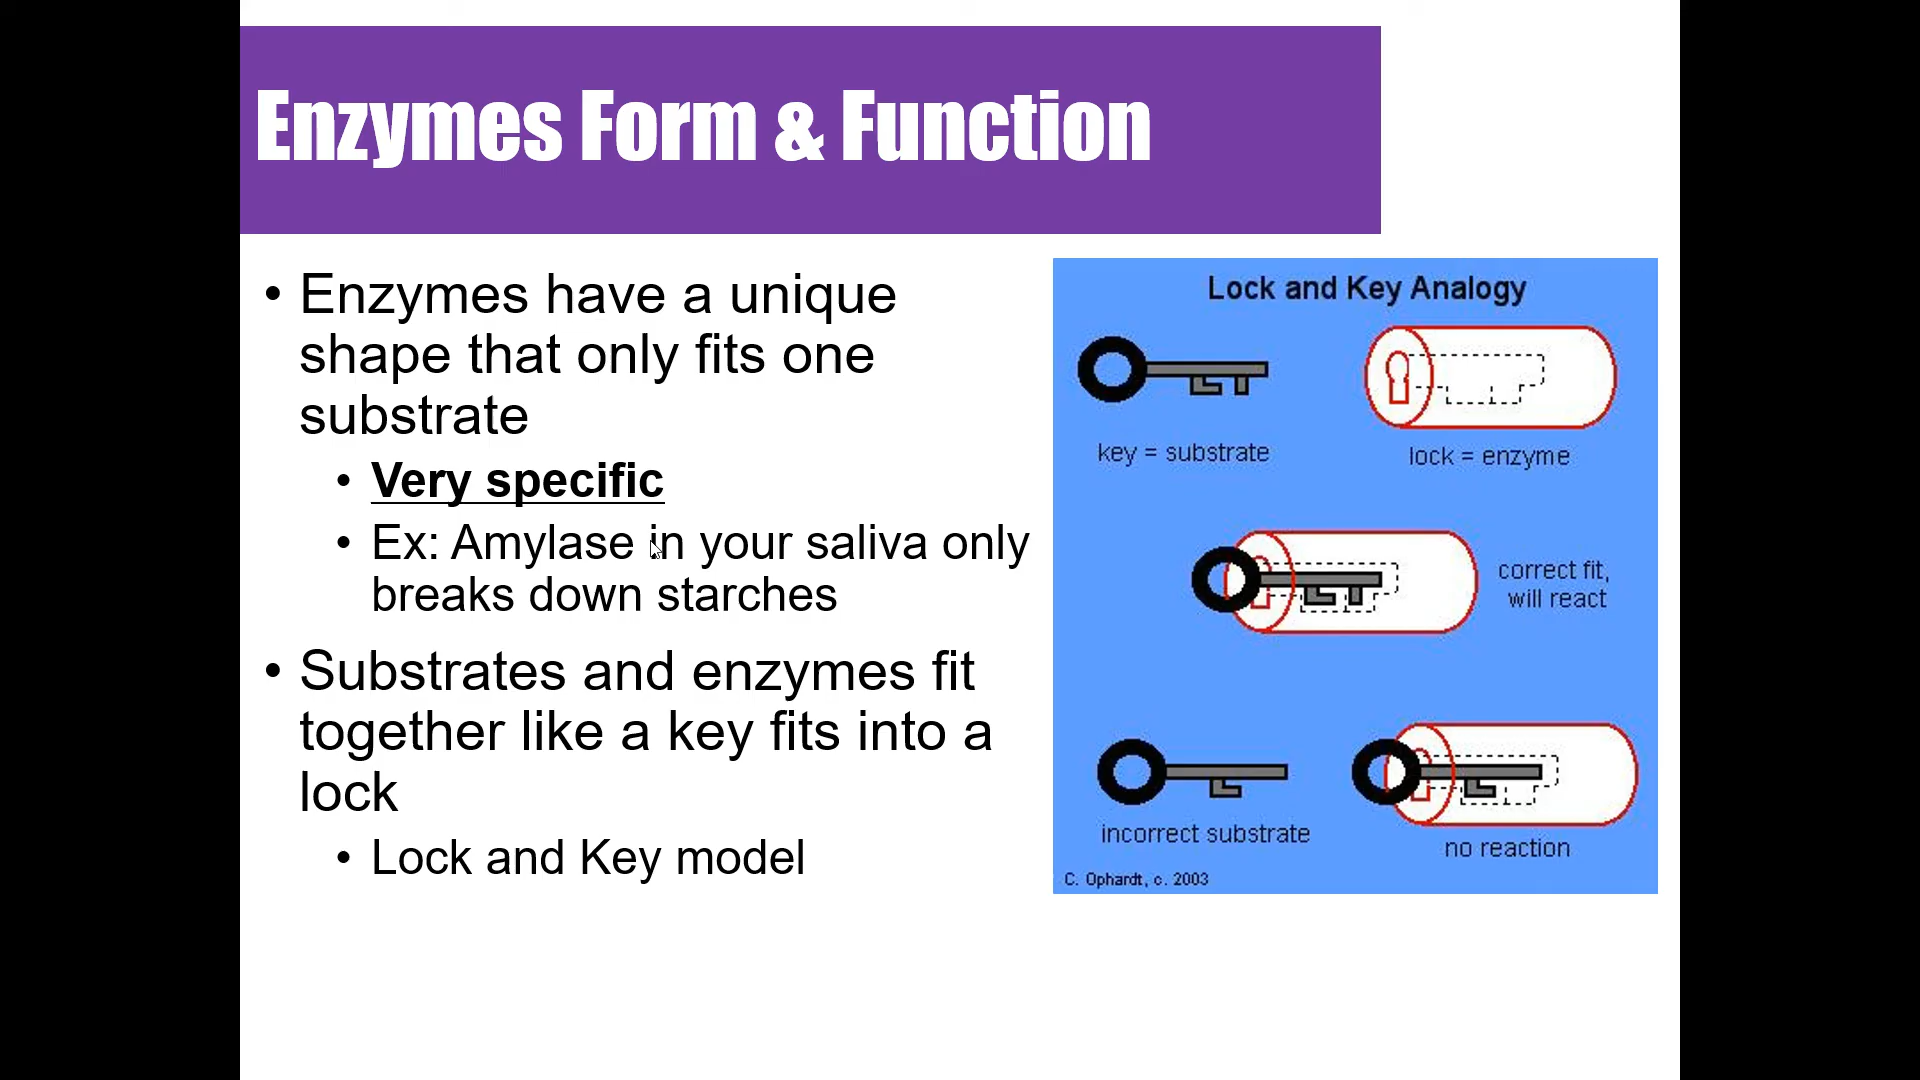 Enzymes Form & Function
• Enzymes have a unique
shape that only fits one
substrate
• Very specific
• Ex: Amylase in your saliva only
breaks down starches
• Substrates and enzymes fit
together like a key fits into a
lock
• Lock and Key model
Lock and Key Analogy
key = substrate
lock = enzyme
correct fit,
will react
incorrect substrate
no reaction
C. Ophardt, c. 2003